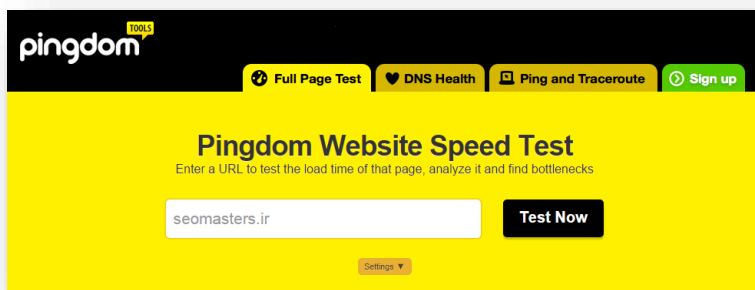 pingdom TOOLS
Full Page Test DNS Health Ping and Traceroute Sign up
Pingdom Website Speed Test
Enter a URL to test the load time of that page, analyze it and find bottlenecks
seomasters.ir Test Now
Settings ▼